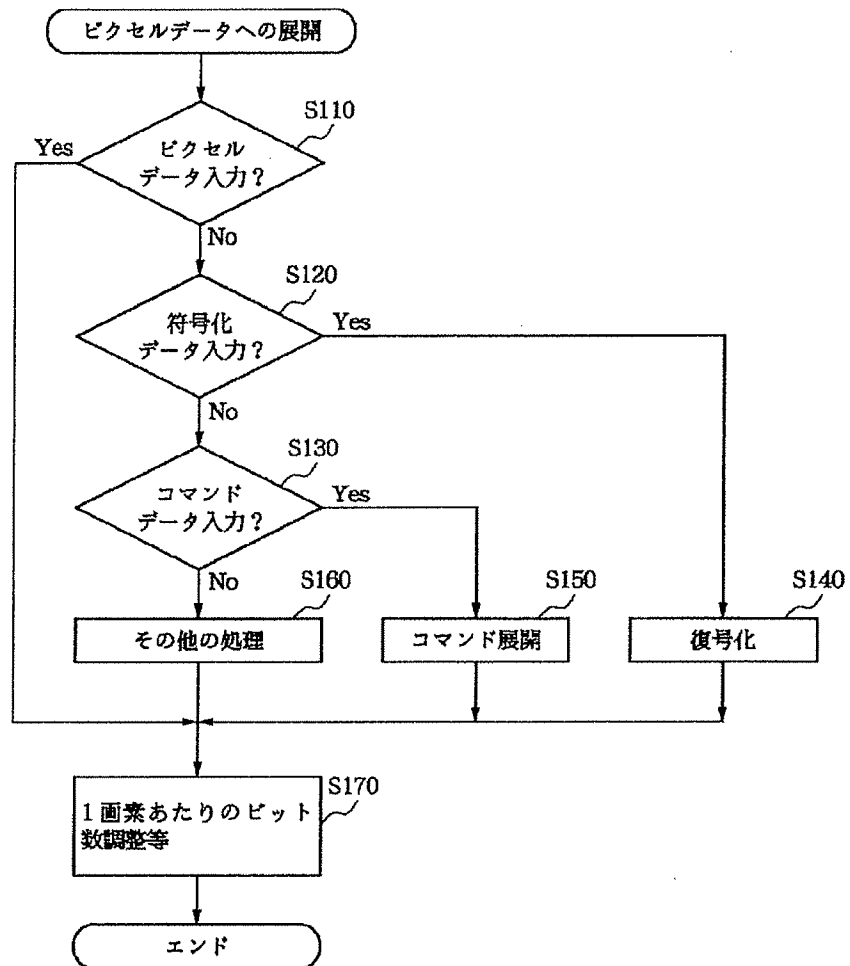 ピクセルデータへの展開
S110
Yes
ピクセル
データ入力?
No
S120
符号化
データ入力?
Yes
No
S130
コマンド
データ入力?
Yes
No
S160
S150
S140
その他の処理
コマンド展開
復号化
S170
1画素あたりのビット
数調整等
エンド